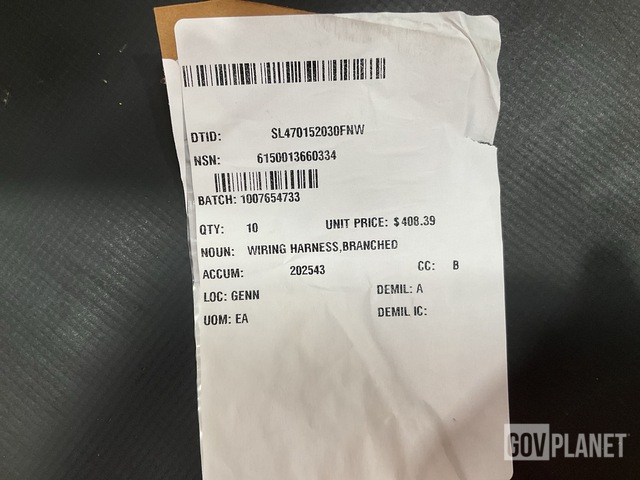 DTID: SL470152030FNW
NSN: 6150013660334
BATCH: 1007654733
QTY: 10 UNIT PRICE: $408.39
NOUN: WIRING HARNESS,BRANCHED
ACCUM: 202543 CC: B
LOC: GENN DEMIL: A
UOM: EA DEMIL IC:
GOVPLANET